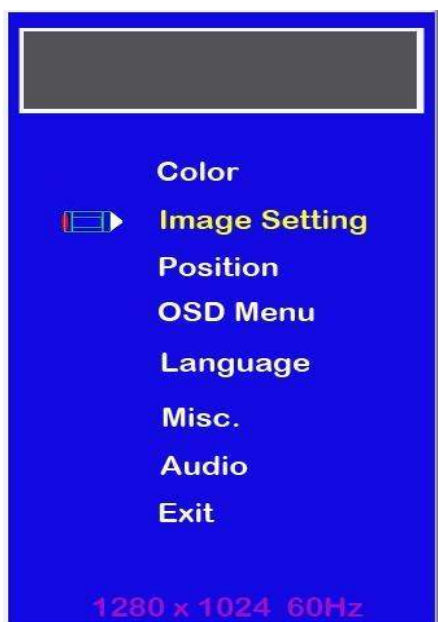 Color
Image Setting
Position
OSD Menu
Language
Misc.
Audio
Exit
1280 x 1024 60Hz